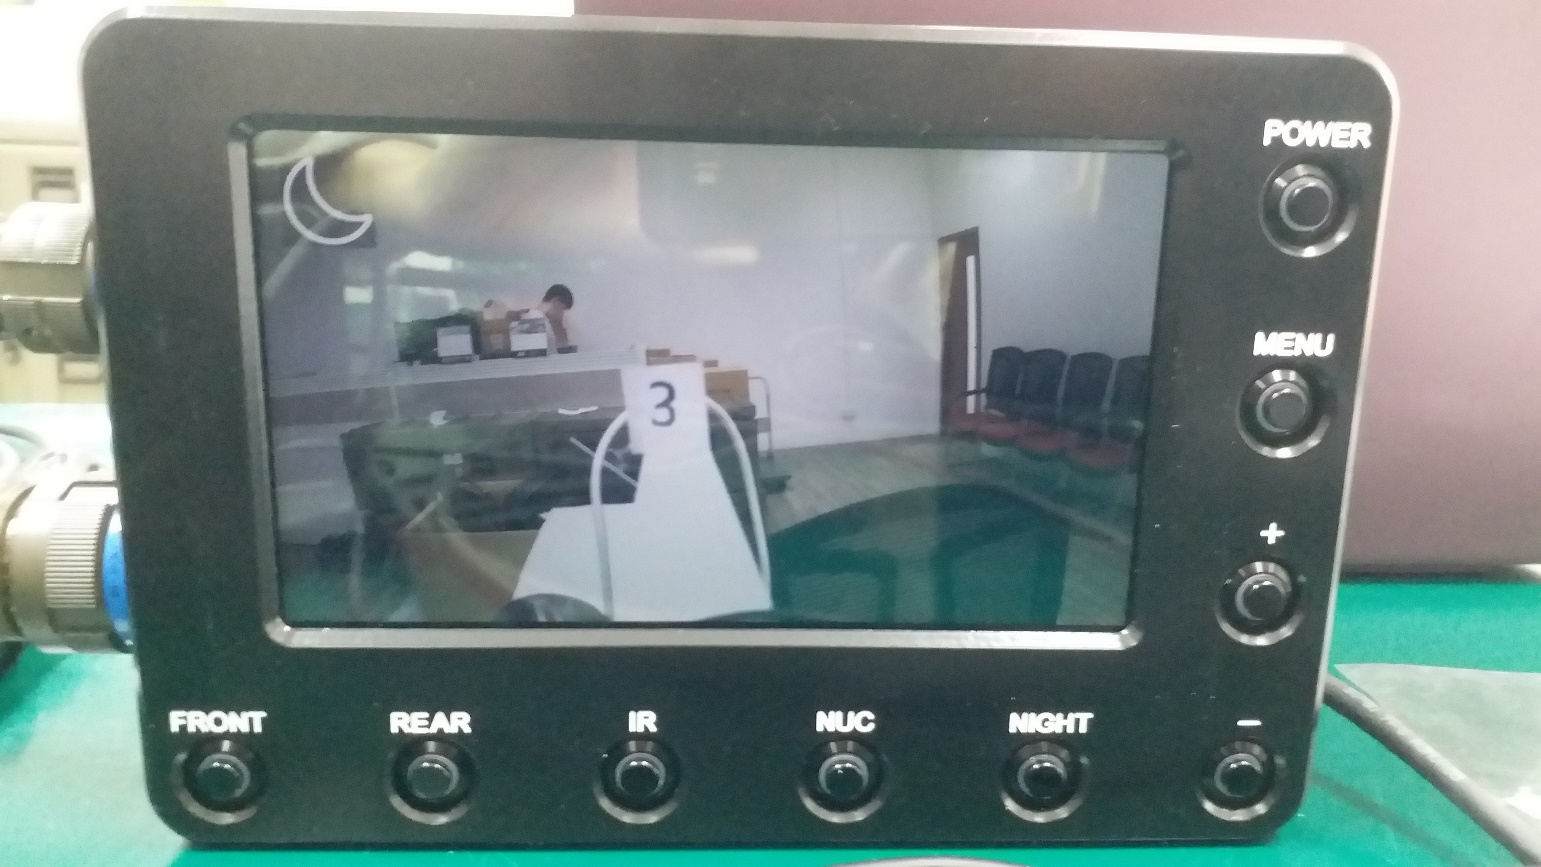 POWER
MENU
3
+
FRONT
REAR
IR
NUC
NIGHT
−